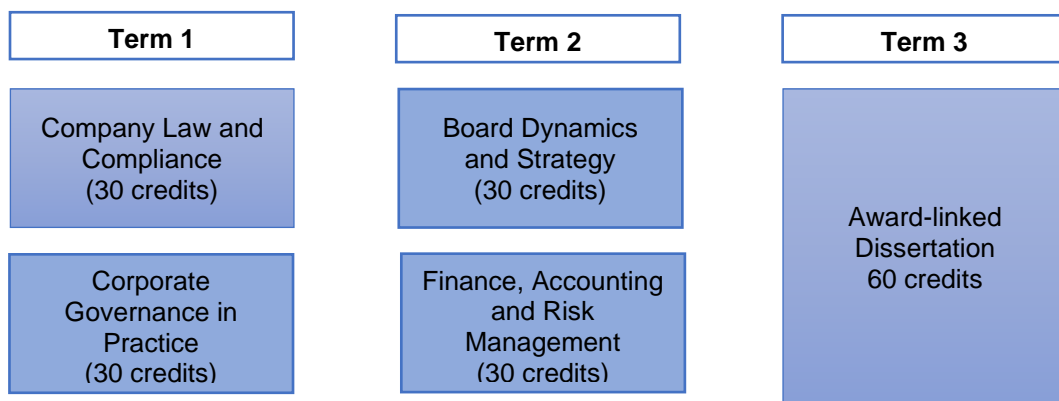 Term 1
Term 2
Term 3
Company Law and
Compliance
(30 credits)
Board Dynamics
and Strategy
(30 credits)
Award-linked
Dissertation
60 credits
Corporate
Governance in
Practice
(30 credits)
Finance, Accounting
and Risk
Management
(30 credits)